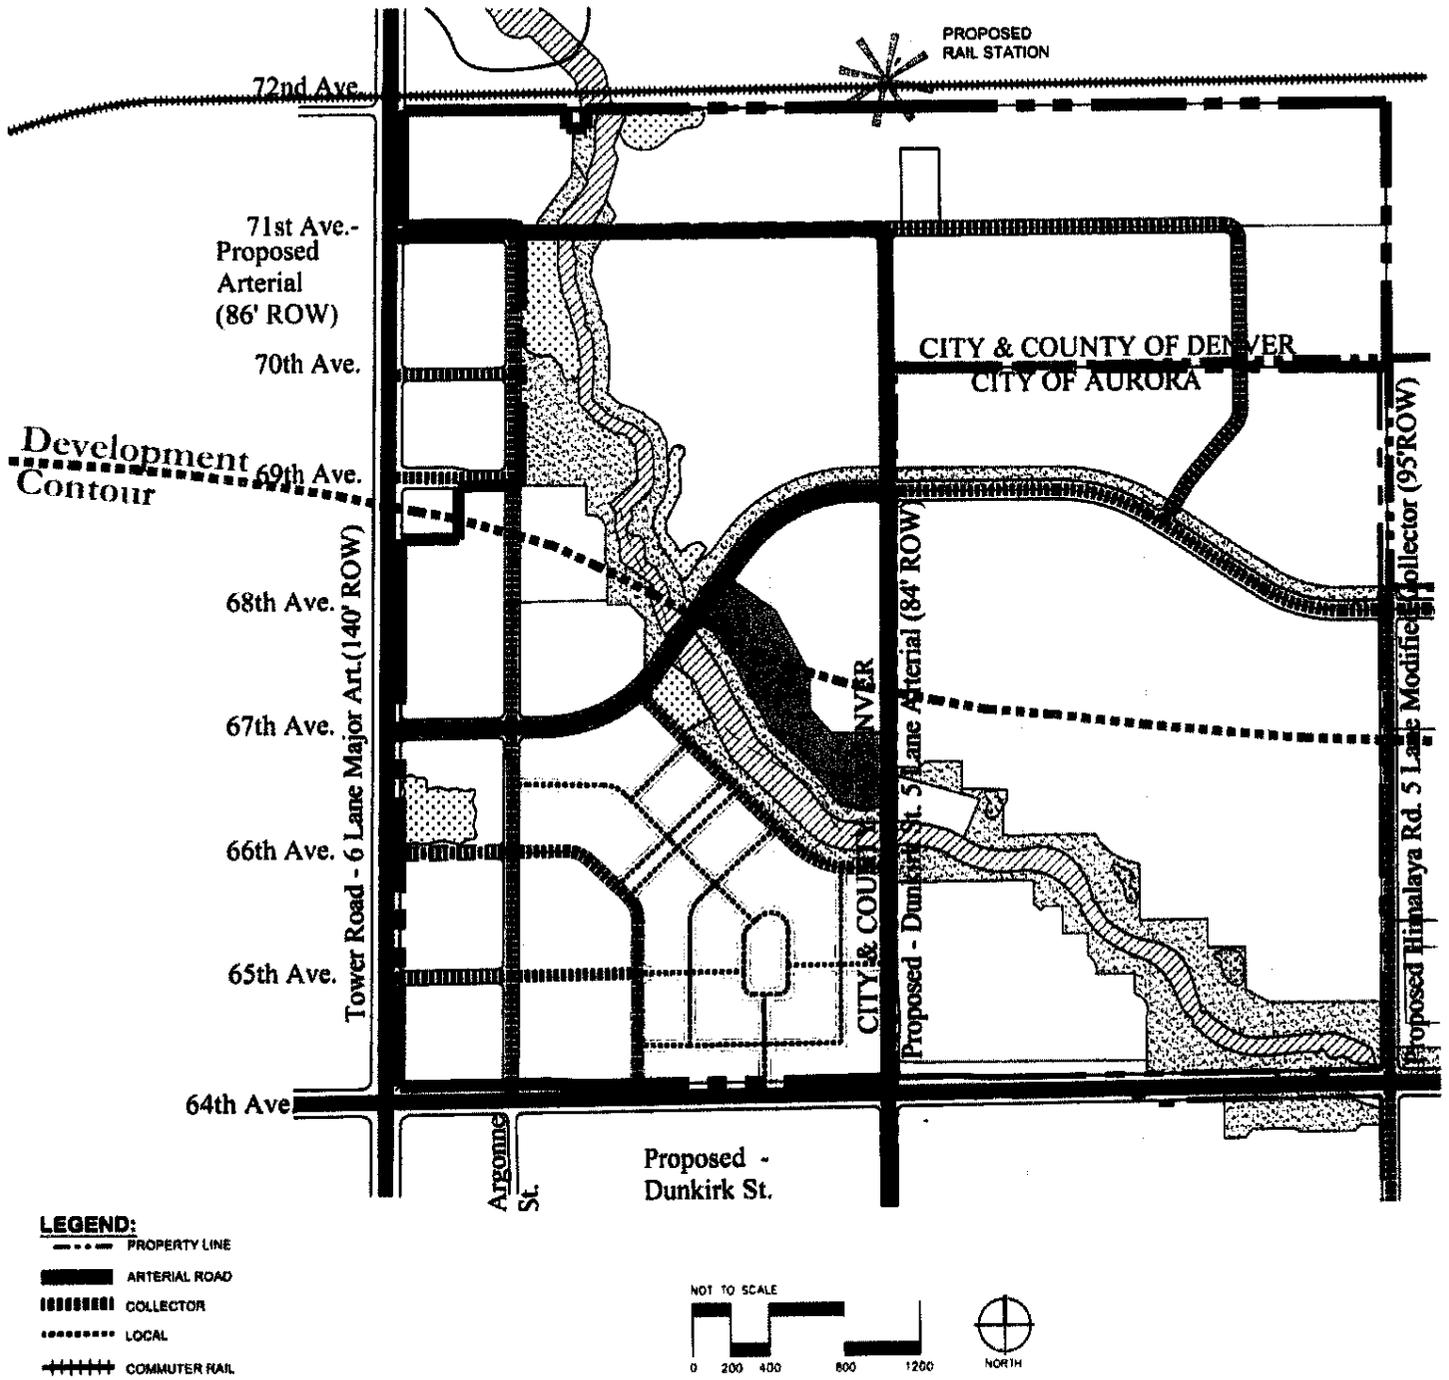 PROPOSED
RAIL STATION
72nd Ave.
71st Ave.-
Proposed
Arterial
(86' ROW)
70th Ave.
CITY & COUNTY OF DENVER
CITY OF AURORA
Development
Contour
69th Ave.
68th Ave.
67th Ave.
66th Ave.
65th Ave.
64th Ave.
Tower Road - 6 Lane Major Art.(140' ROW)
CITY & COUNTY NVER
Proposed - Dunkirk St. 5 Lane Arterial (84' ROW)
Proposed Himalaya Rd. 5 Lane Modified Collector (95'ROW)
Argonne
St.
Proposed -
Dunkirk St.
LEGEND:
PROPERTY LINE
ARTERIAL ROAD
COLLECTOR
LOCAL
COMMUTER RAIL
NOT TO SCALE
0 200 400 800 1200
NORTH